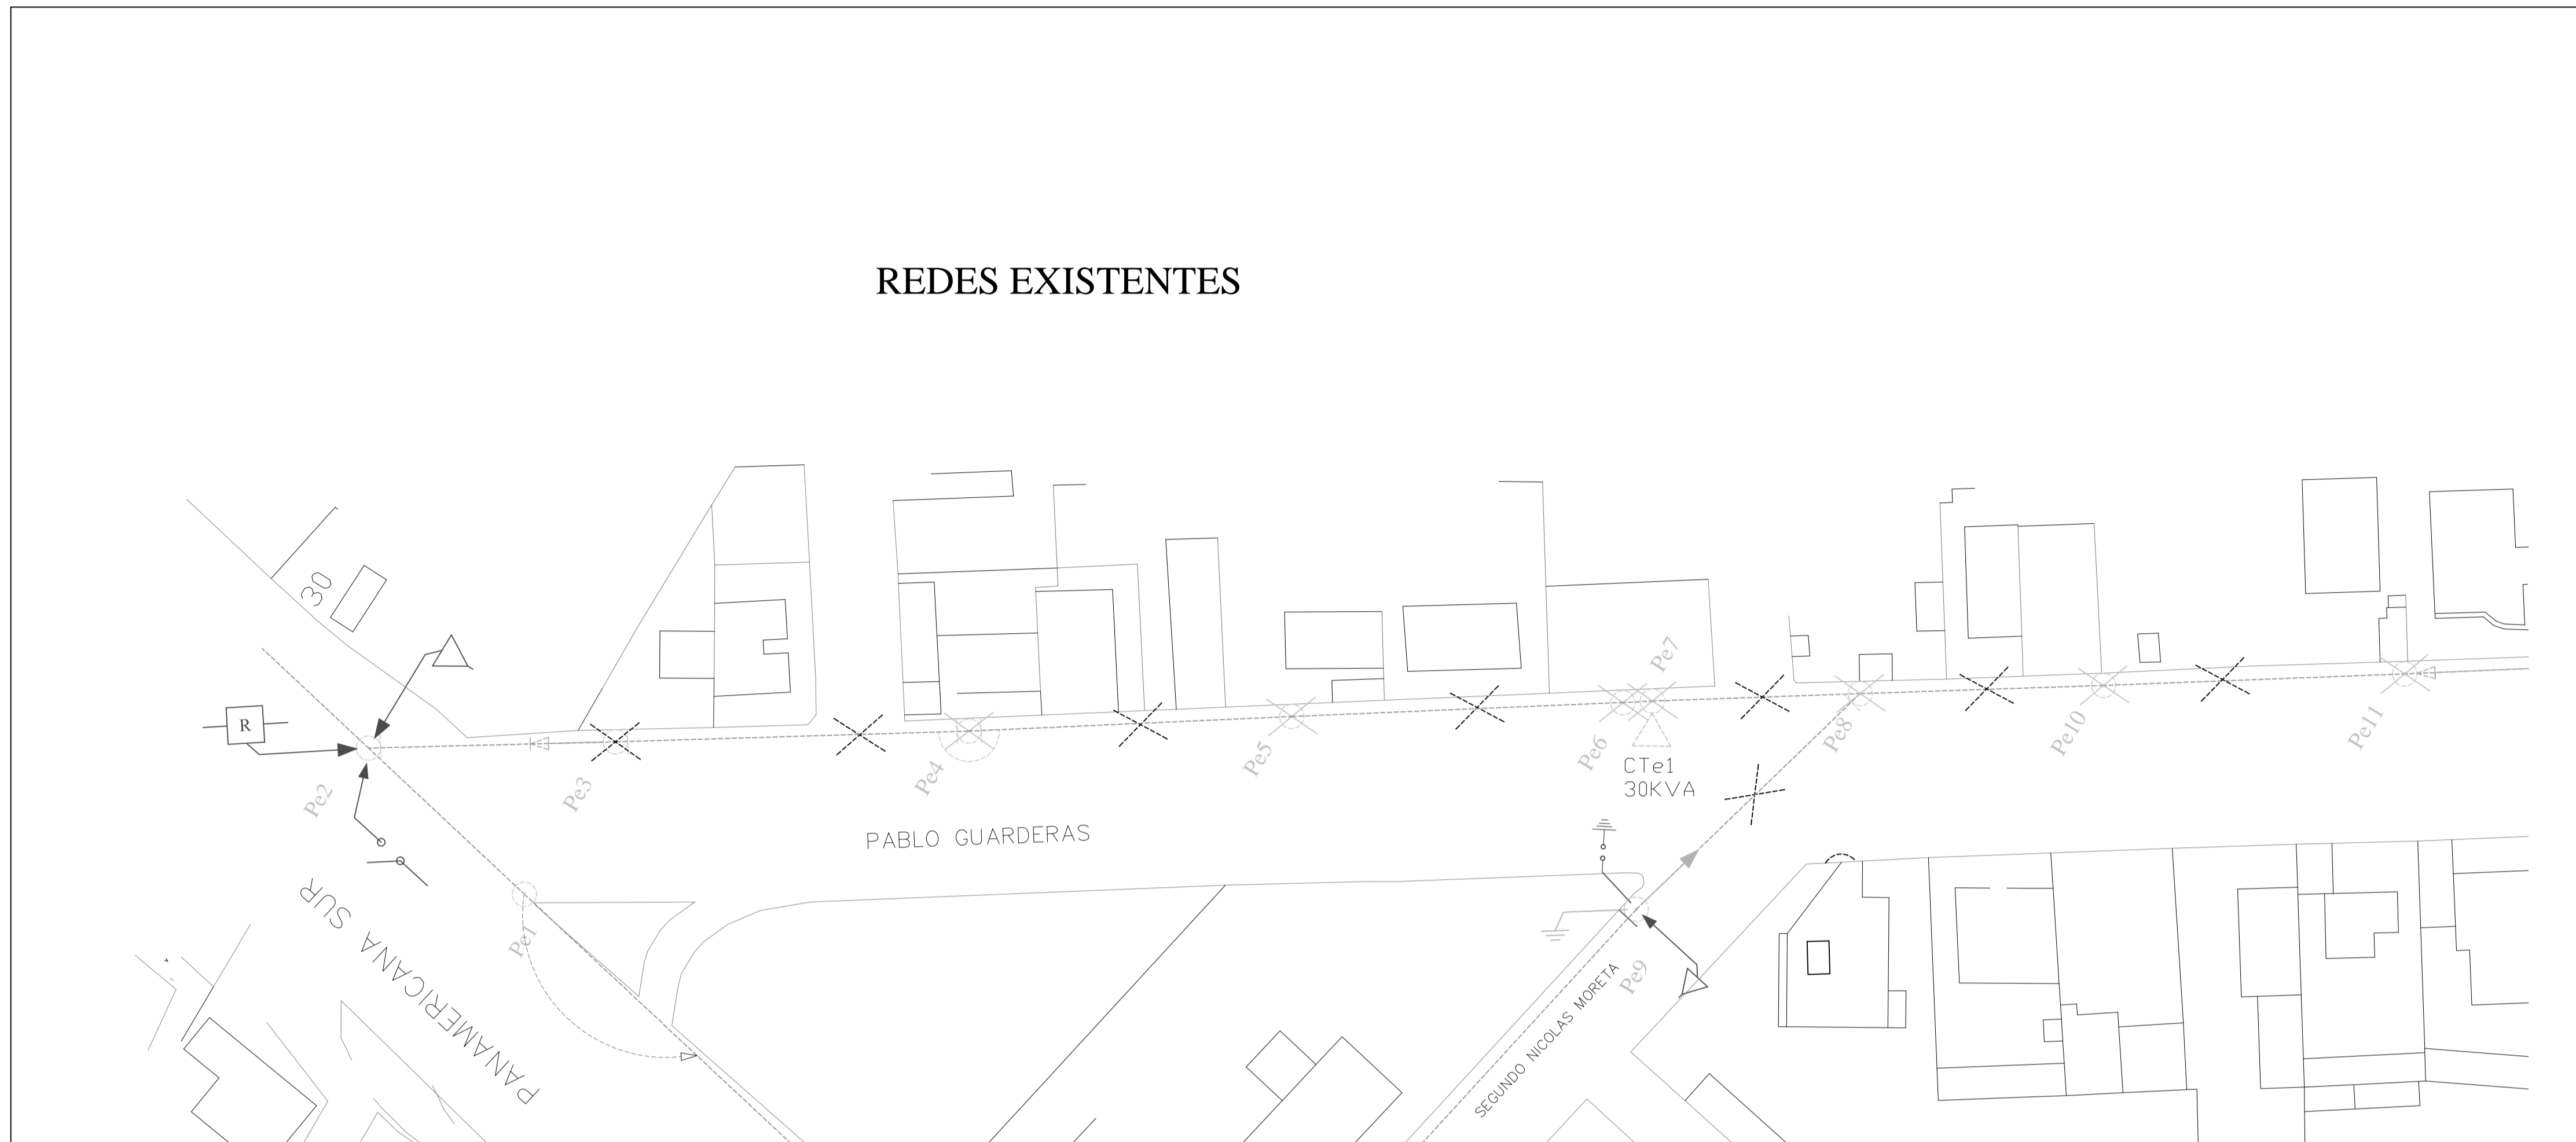 REDES EXISTENTES
30
R
Pe2
Pe3
Pe4
Pe5
Pe6
Pe7
CTe1
30KVA
Pe8
Pe10
Pe11
PABLO GUARDERAS
Pe1
PANAMERICANA SUR
Pe9
SEGUNDO NICOLAS MORETA